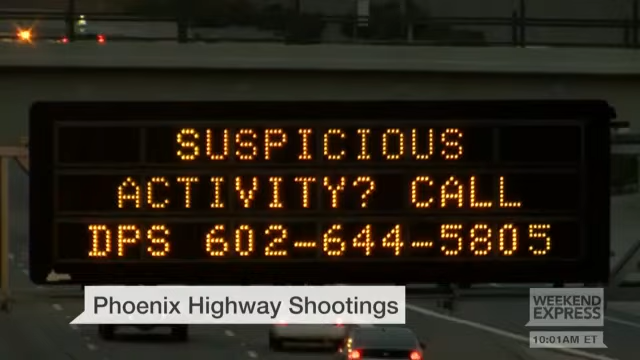 SUSPICIOUS
ACTIVITY? CALL
DPS 602-644-5805
Phoenix Highway Shootings
WEEKEND
EXPRESS
10:01AM ET